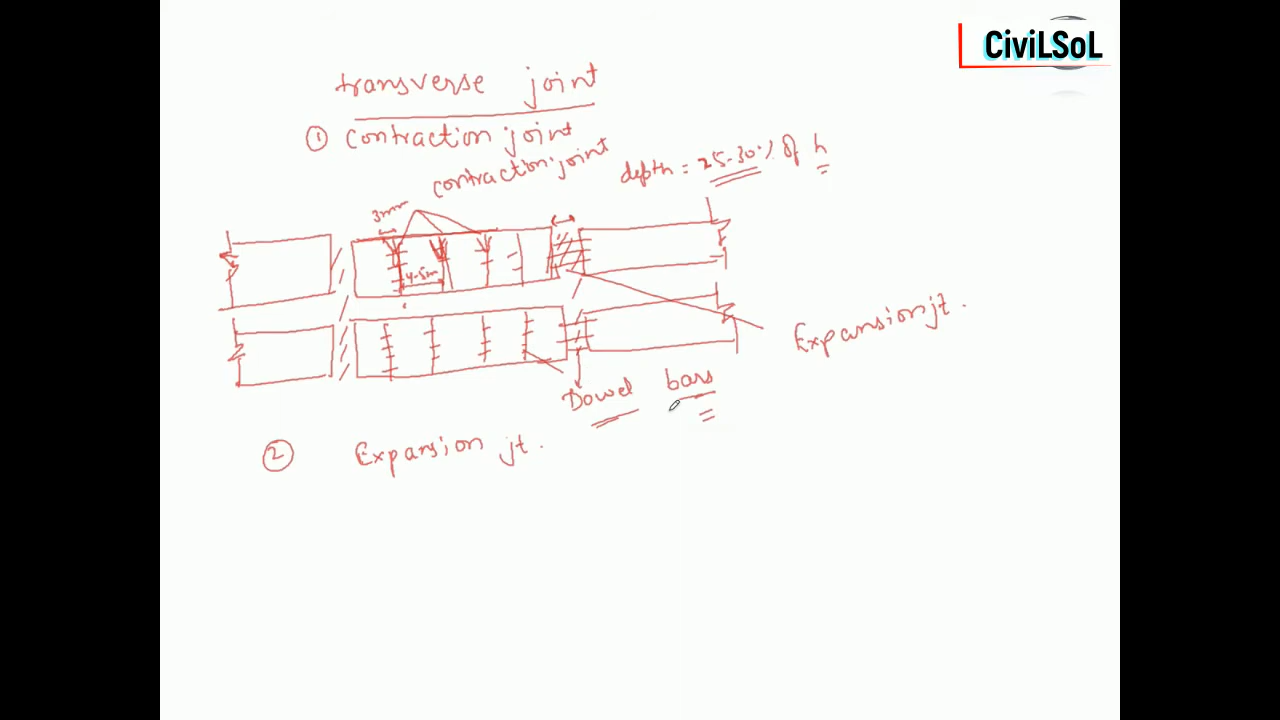 CiviLSoL
transverse joint
① contraction joint
contraction joint
depth = 25-30% of h
3mm
4-5m
Expansion jt.
Dowel bars
② Expansion jt.